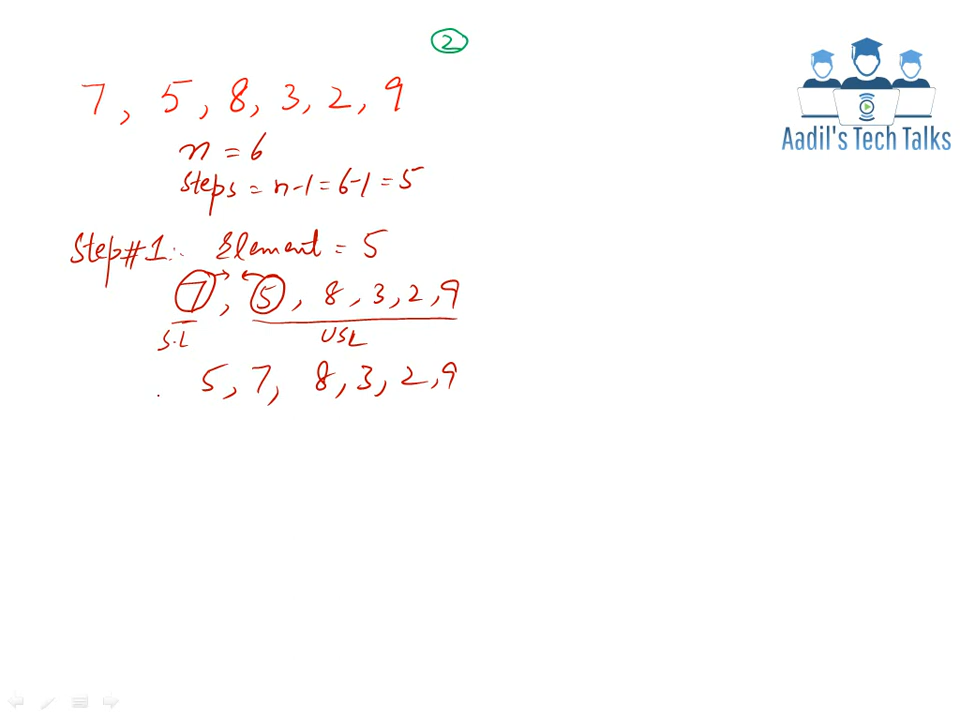 2
7, 5, 8, 3, 2, 9
n = 6
Steps = n-1 = 6-1 = 5
Step#1: Element = 5
7, 5, 8, 3, 2, 9
S.L USL
5, 7, 8, 3, 2, 9
Aadil's Tech Talks